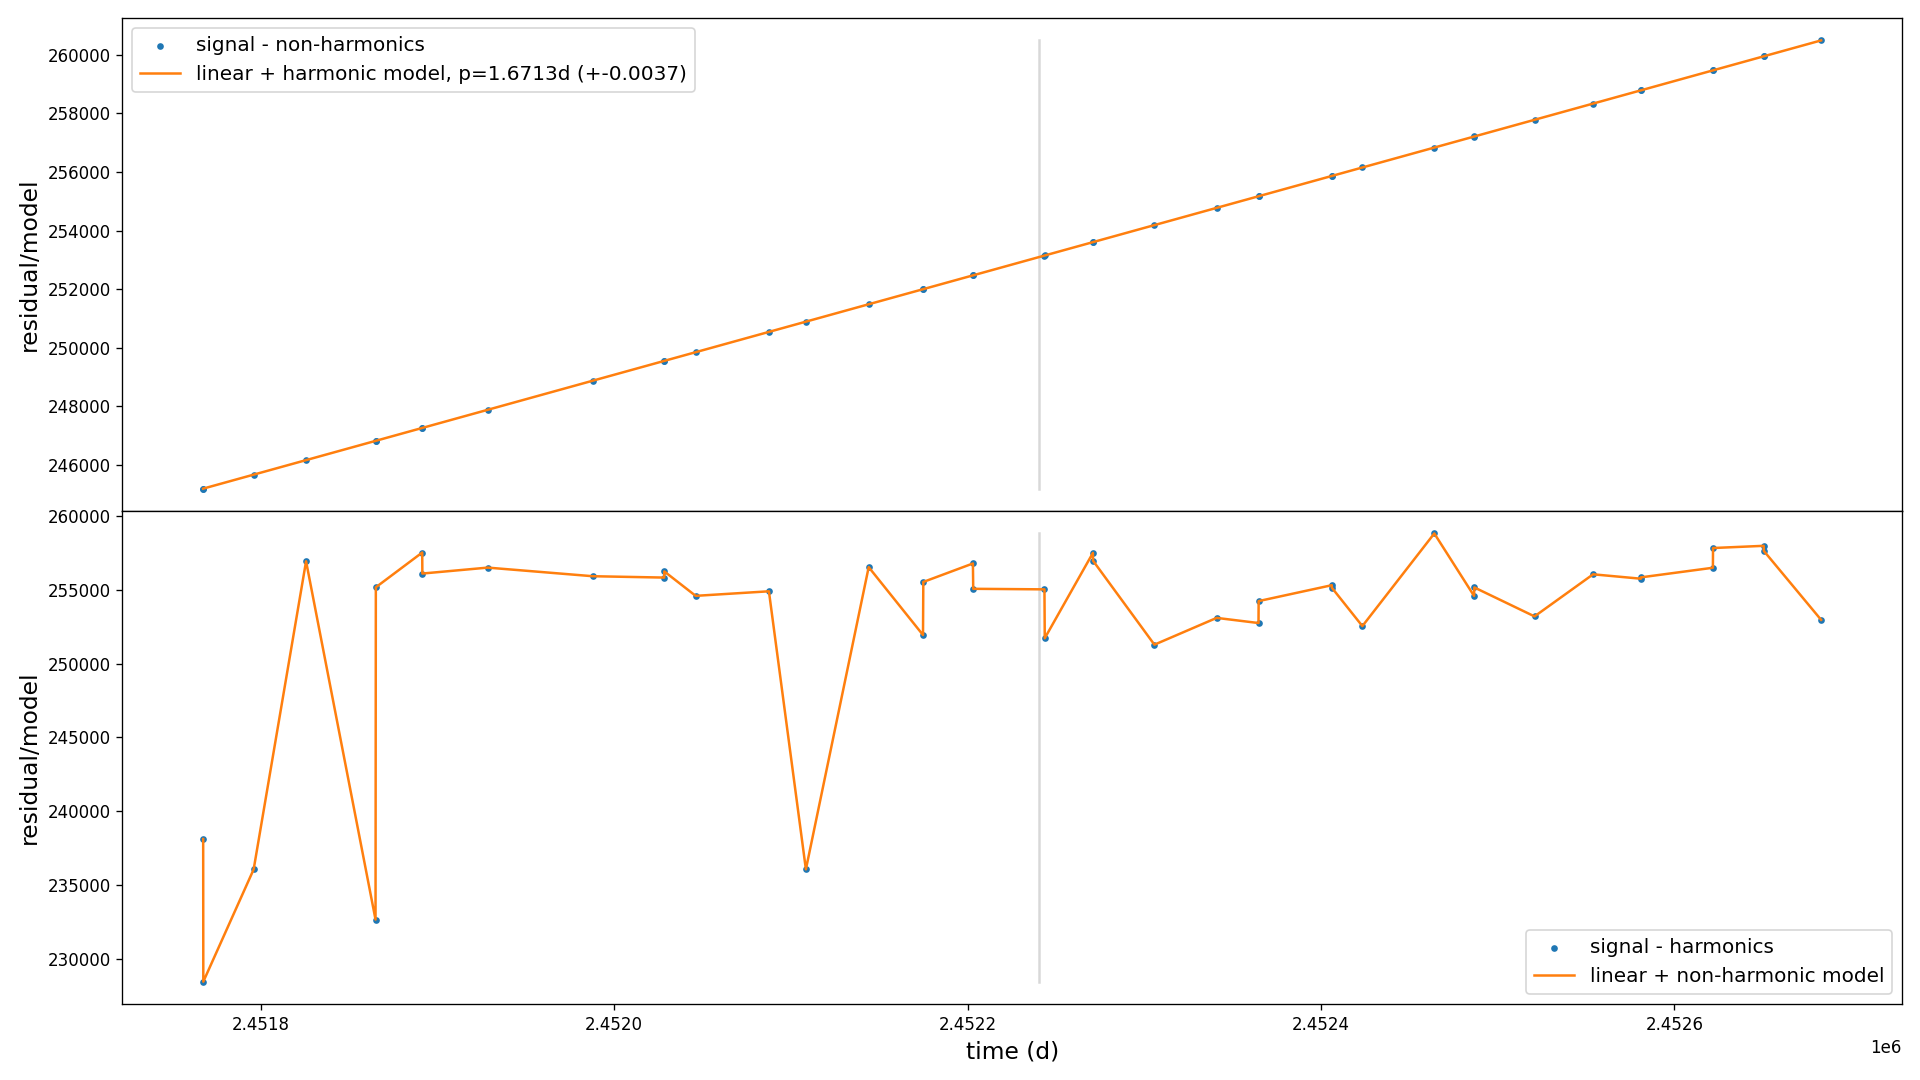 signal - non-harmonics
linear + harmonic model, p=1.6713d (+-0.0037)
260000
258000
256000
254000
252000
250000
248000
246000
residual/model
260000
255000
250000
245000
240000
235000
230000
residual/model
signal - harmonics
linear + non-harmonic model
2.4518
2.4520
2.4522
2.4524
2.4526
1e6
time (d)